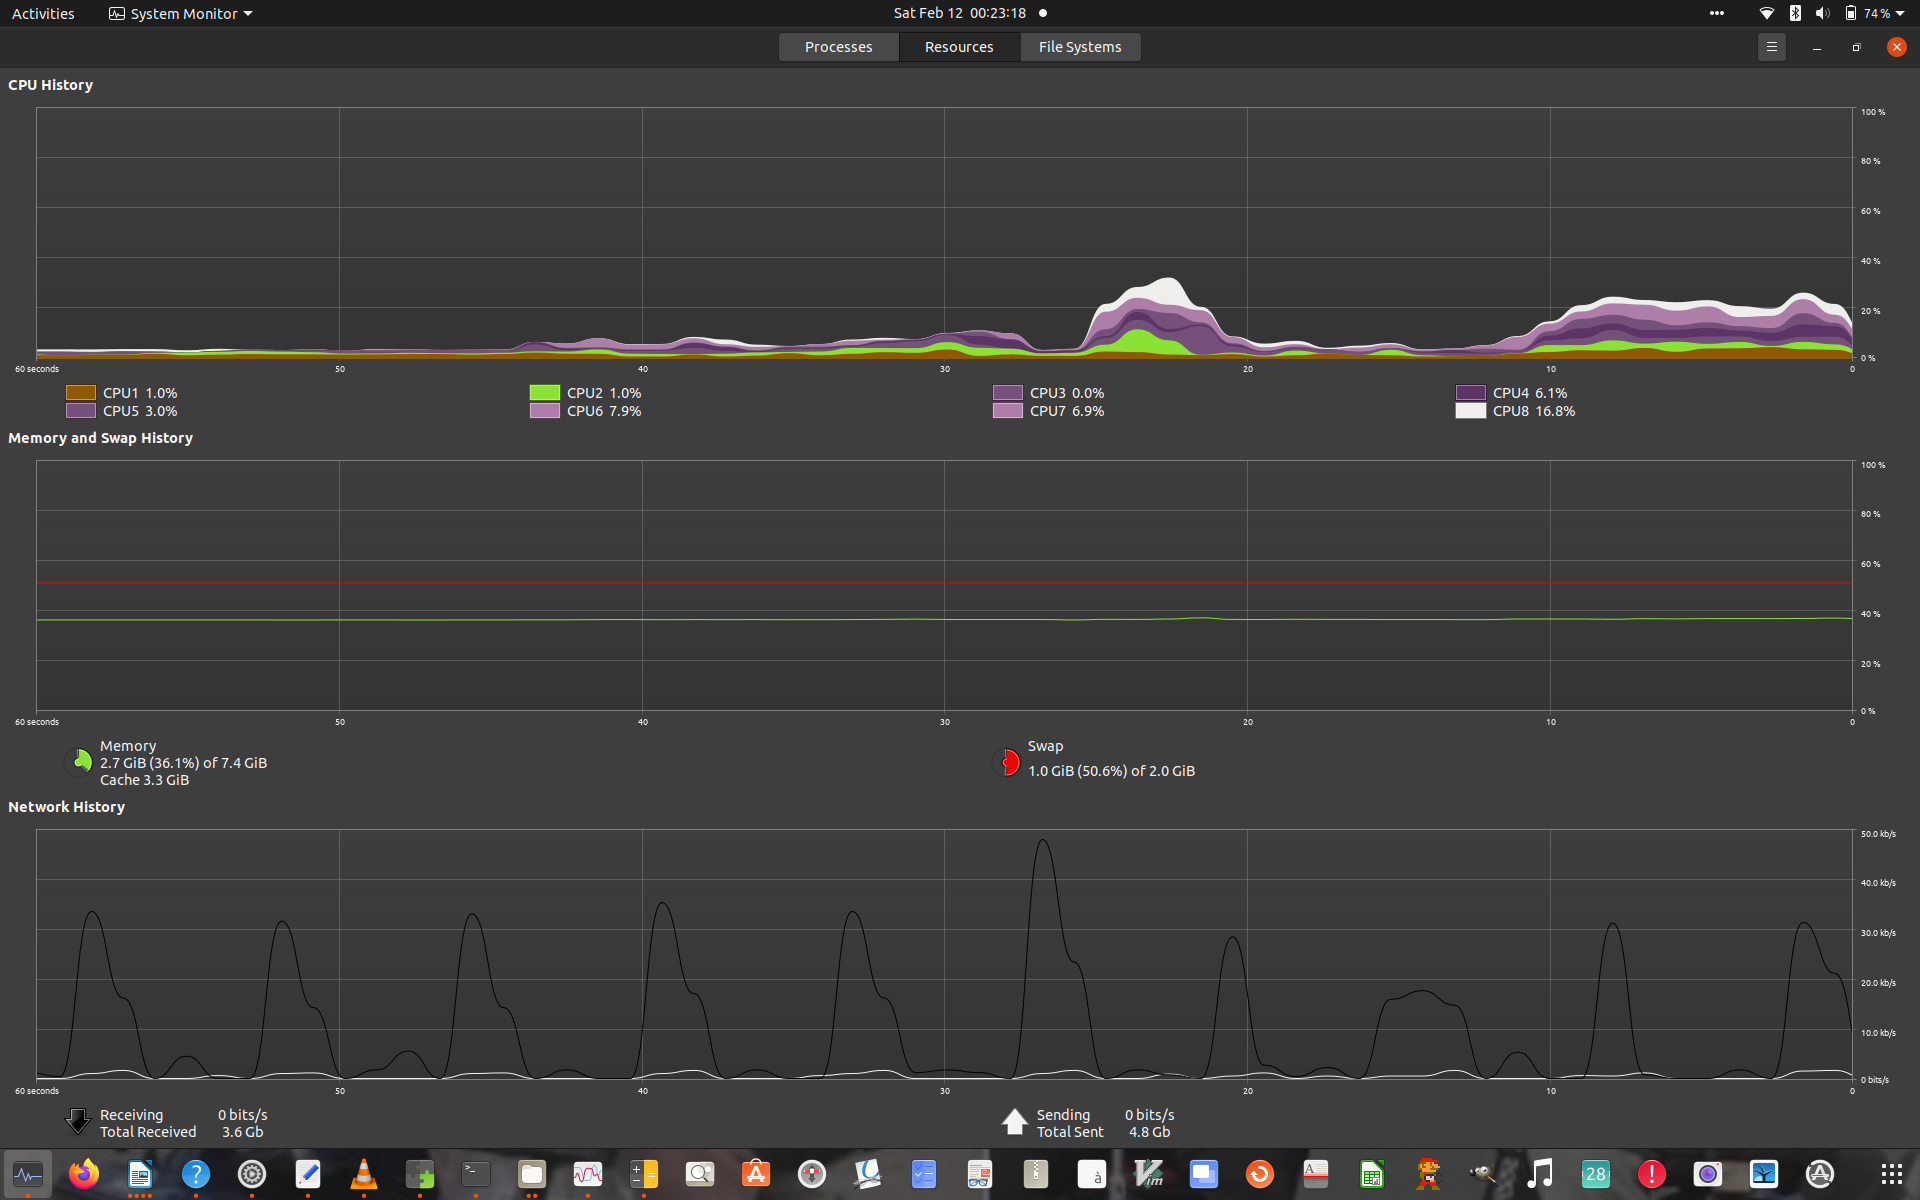 Activities System Monitor Sat Feb 12 00:23:18 74 %
Processes Resources File Systems
CPU History
100 %
80 %
60 %
40 %
20 %
0 %
60 seconds 50 40 30 20 10 0
CPU1 1.0% CPU2 1.0% CPU3 0.0% CPU4 6.1%
CPU5 3.0% CPU6 7.9% CPU7 6.9% CPU8 16.8%
Memory and Swap History
100 %
80 %
60 %
40 %
20 %
0 %
60 seconds 50 40 30 20 10 0
Memory
2.7 GiB (36.1%) of 7.4 GiB
Cache 3.3 GiB
Swap
1.0 GiB (50.6%) of 2.0 GiB
Network History
50.0 kb/s
40.0 kb/s
30.0 kb/s
20.0 kb/s
10.0 kb/s
0 bits/s
60 seconds 50 40 30 20 10 0
Receiving 0 bits/s
Total Received 3.6 Gb
Sending 0 bits/s
Total Sent 4.8 Gb
? >_ à Vim A 28 !